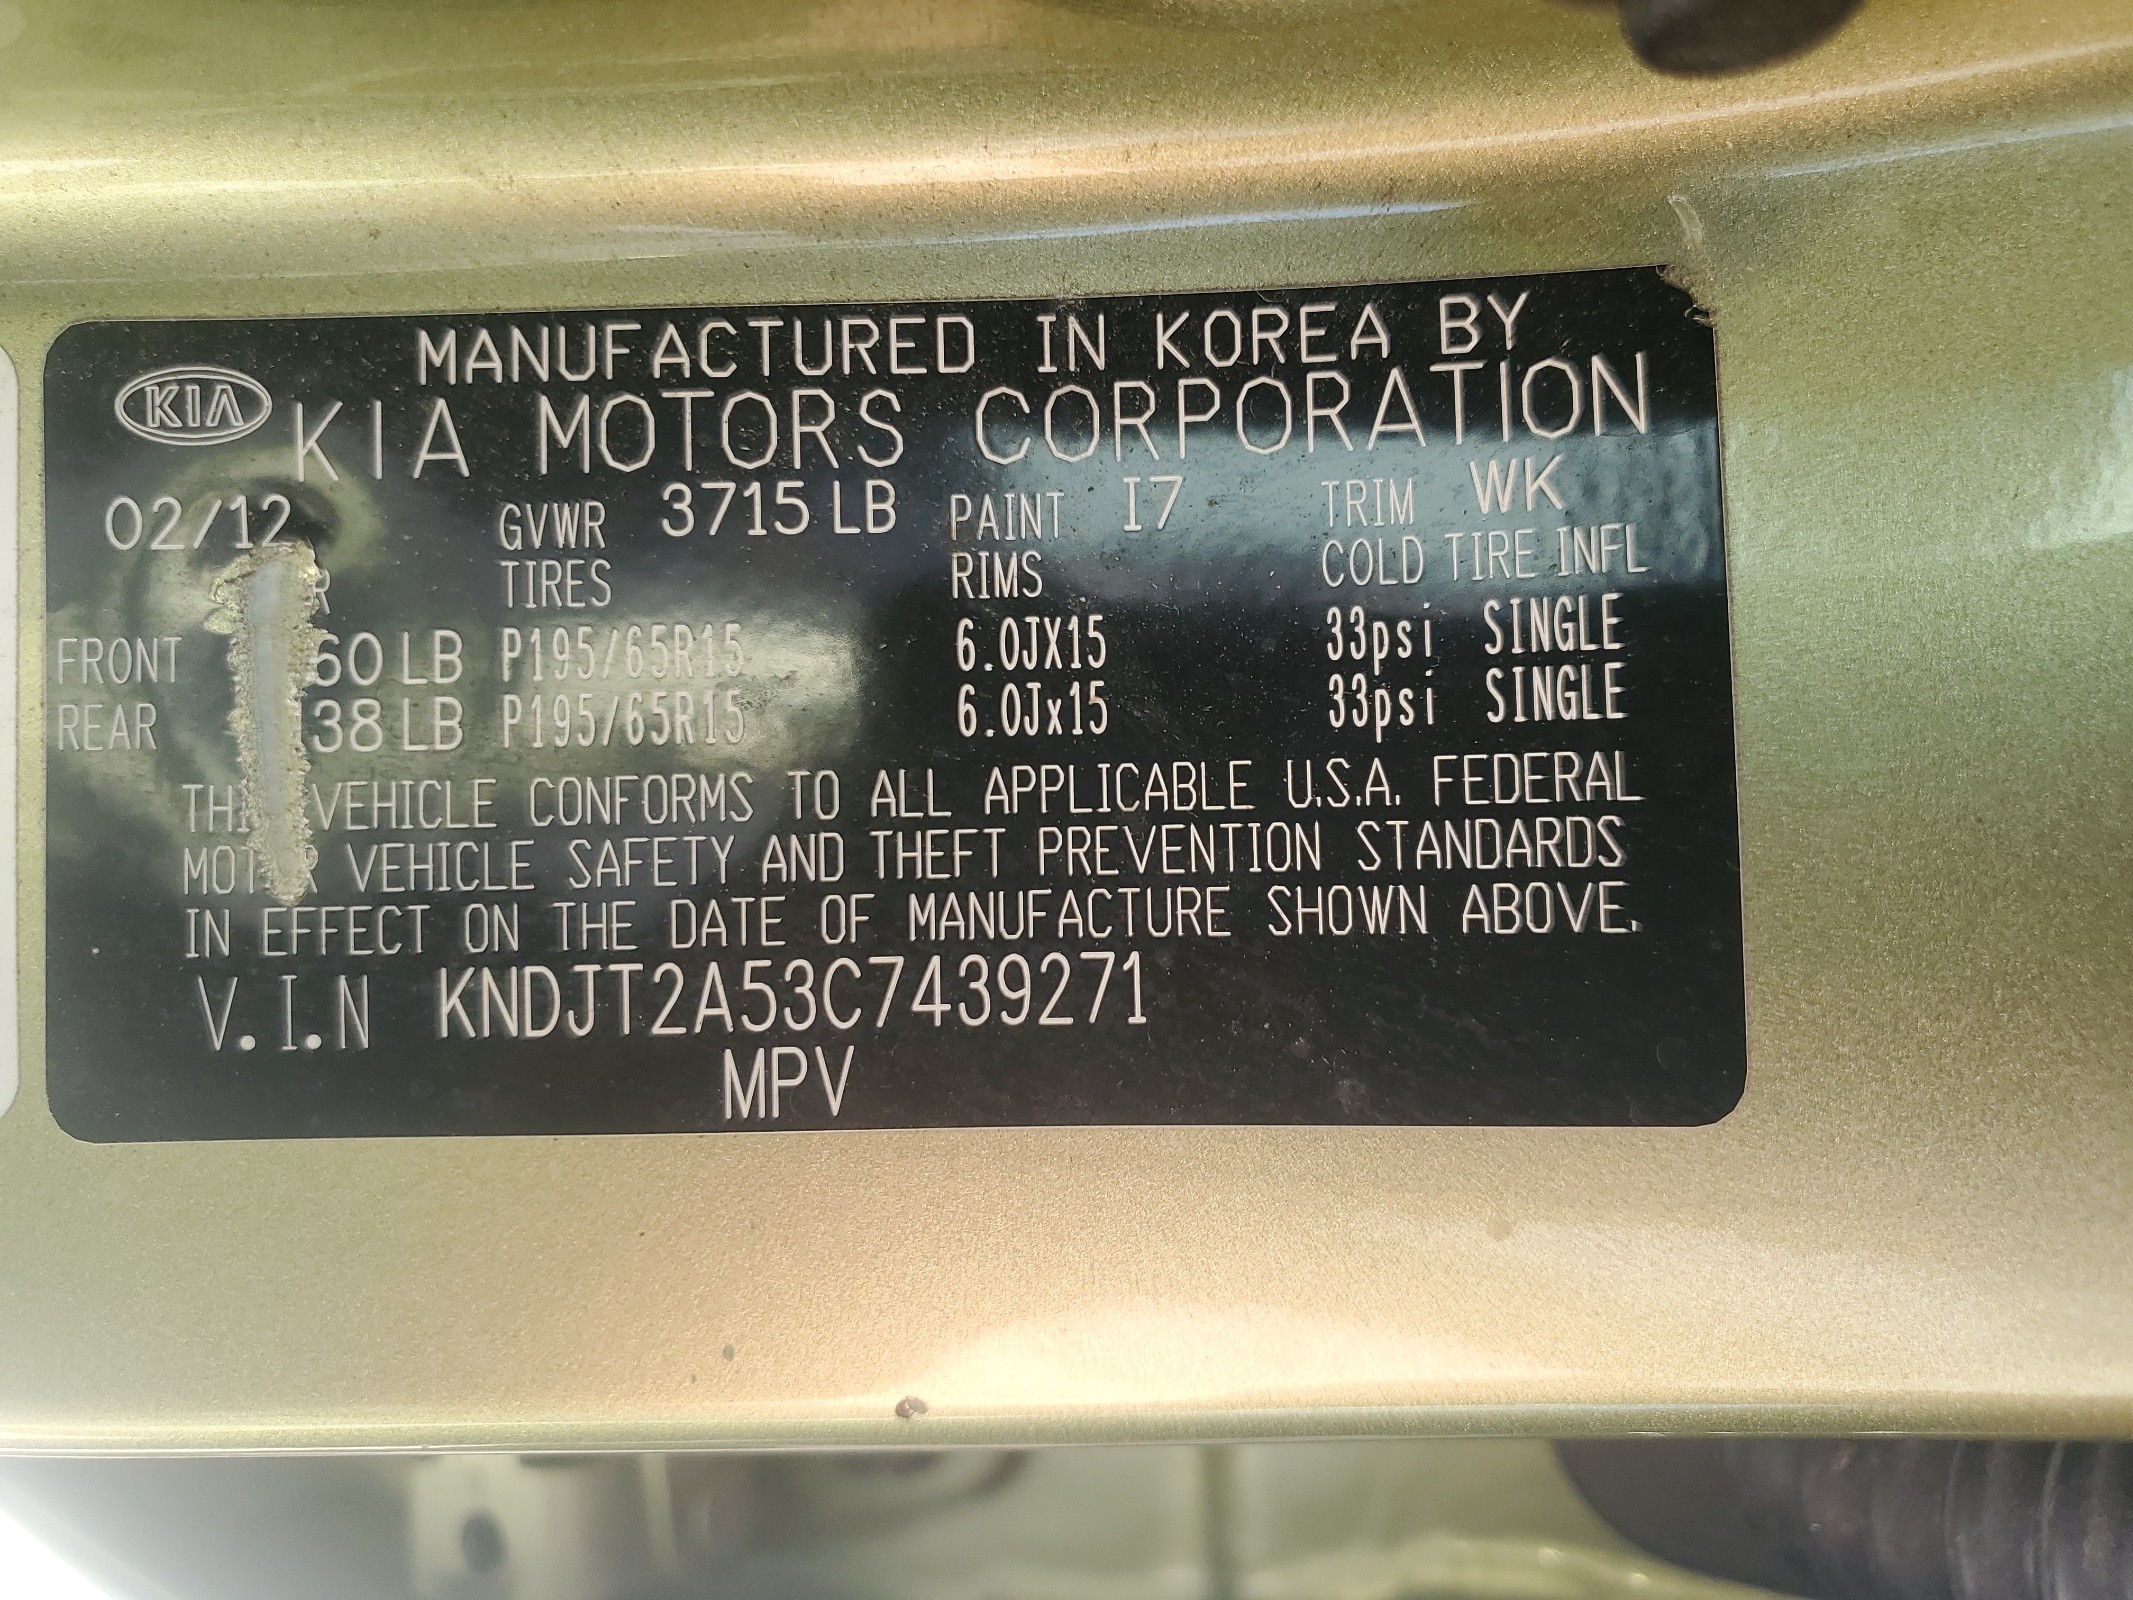 MANUFACTURED IN KOREA BY
KIA KIA MOTORS CORPORATION
02/12 GVWR 3715 LB PAINT I7 TRIM WK
TIRES RIMS COLD TIRE INFL
FRONT LB P195/65R15 6.0JX15 33psi SINGLE
REAR LB P195/65R15 6.0Jx15 33psi SINGLE
THIS VEHICLE CONFORMS TO ALL APPLICABLE U.S.A. FEDERAL
MOTOR VEHICLE SAFETY AND THEFT PREVENTION STANDARDS
IN EFFECT ON THE DATE OF MANUFACTURE SHOWN ABOVE.
V.I.N KNDJT2A53C7439271
MPV